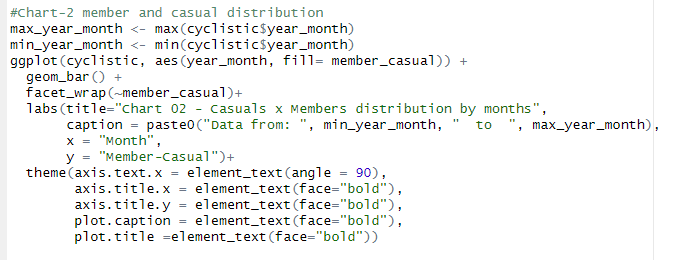 #Chart-2 member and casual distribution
max_year_month <- max(cyclistic$year_month)
min_year_month <- min(cyclistic$year_month)
ggplot(cyclistic, aes(year_month, fill= member_casual)) +
  geom_bar() +
  facet_wrap(~member_casual)+
  labs(title="Chart 02 - Casuals x Members distribution by months",
       caption = paste0("Data from: ", min_year_month, "  to  ", max_year_month),
       x = "Month",
       y = "Member-Casual")+
  theme(axis.text.x = element_text(angle = 90),
        axis.title.x = element_text(face="bold"),
        axis.title.y = element_text(face="bold"),
        plot.caption = element_text(face="bold"),
        plot.title =element_text(face="bold"))